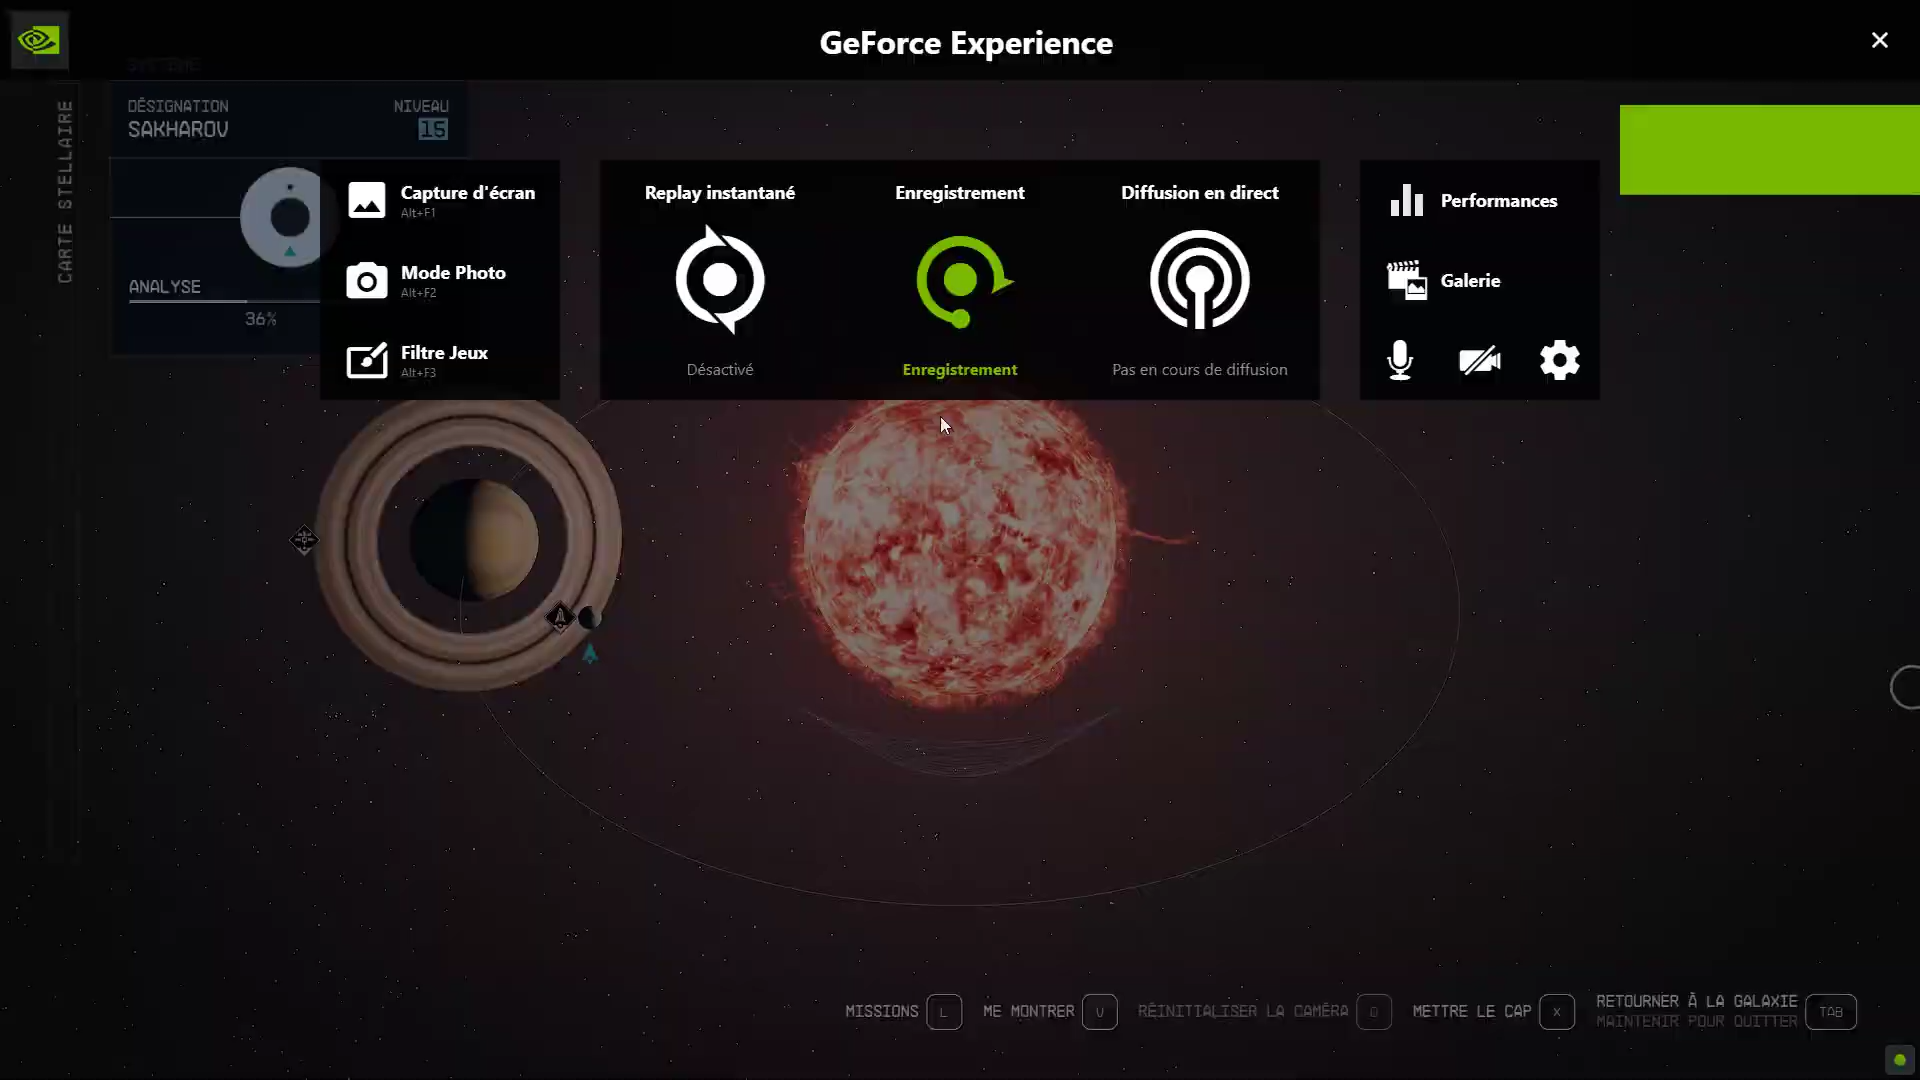 GeForce Experience
SYSTÈME
DÉSIGNATION
NIVEAU
SAKHAROV
15
CARTE STELLAIRE
ANALYSE
36%
Capture d'écran
Alt+F1
Mode Photo
Alt+F2
Filtre Jeux
Alt+F3
Replay instantané
Désactivé
Enregistrement
Enregistrement
Diffusion en direct
Pas en cours de diffusion
Performances
Galerie
MISSIONS L
ME MONTRER V
RÉINITIALISER LA CAMÉRA
METTRE LE CAP X
RETOURNER À LA GALAXIE TAB
MAINTENIR POUR QUITTER